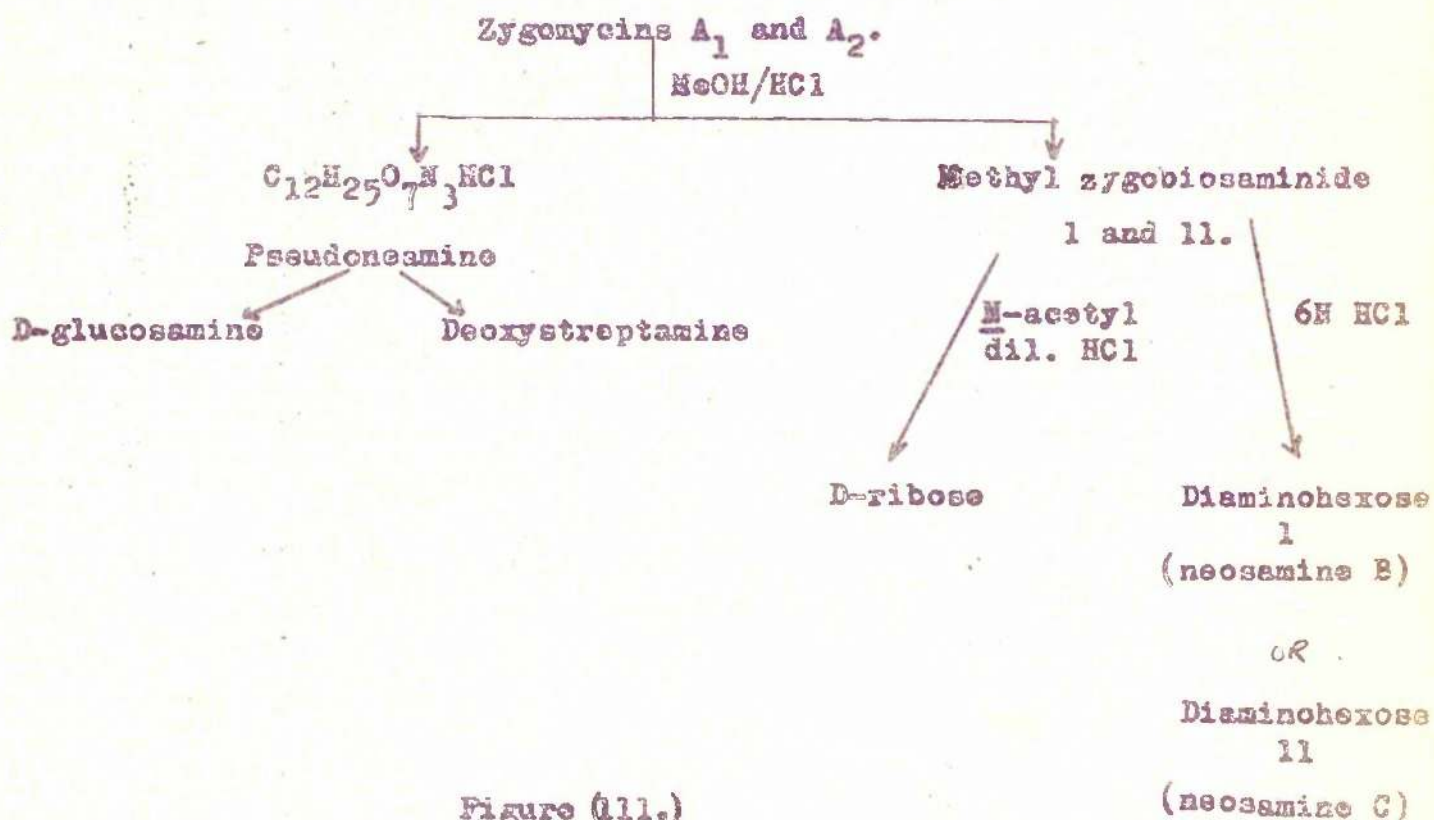 Zygomycins A₁ and A₂.
MeOH/HCl
C₁₂H₂₅O₇N₃HCl
Pseudoneamine
D-glucosamine
Deoxystreptamine
Methyl zygobiosaminide
1 and 11.
N-acetyl
dil. HCl
6N HCl
D-ribose
Diaminohexose
1
(neosamine B)
OR
Diaminohexose
11
(neosamine C)
Figure (111.)